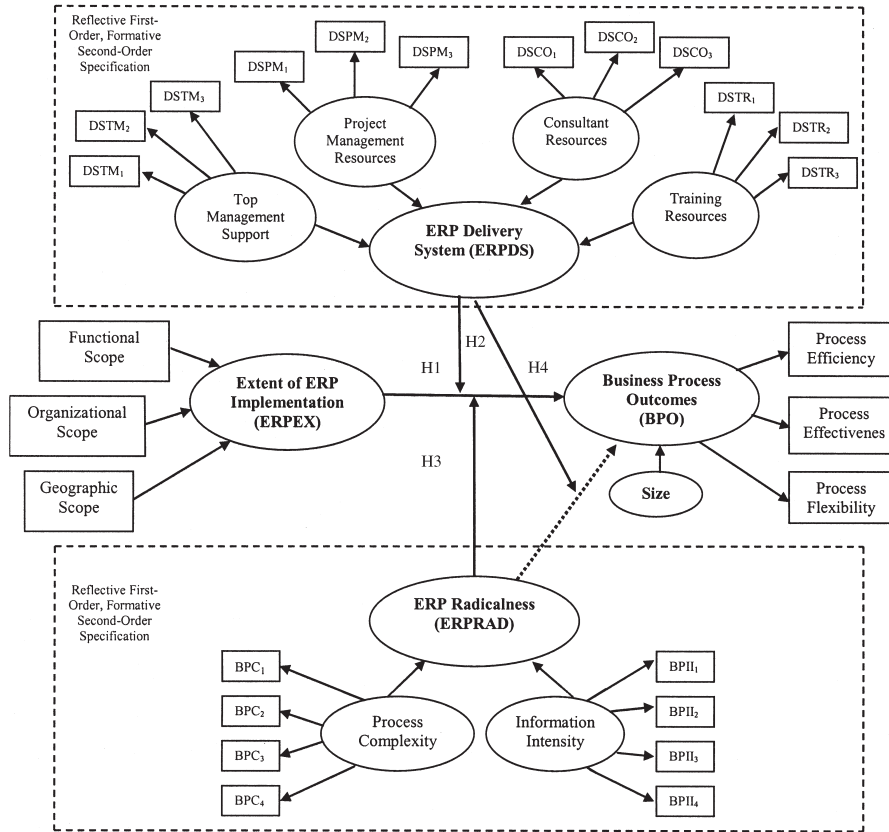 Reflective First-
Order, Formative
Second-Order
Specification
DSPM₁
DSPM₂
DSPM₃
DSCO₁
DSCO₂
DSCO₃
DSTM₃
DSTM₂
DSTM₁
DSTR₁
DSTR₂
DSTR₃
Project
Management
Resources
Consultant
Resources
Top
Management
Support
Training
Resources
ERP Delivery
System (ERPDS)
Functional
Scope
Organizational
Scope
Geographic
Scope
Extent of ERP
Implementation
(ERPEX)
H1
H2
H4
H3
Business Process
Outcomes
(BPO)
Size
Process
Efficiency
Process
Effectivenes
Process
Flexibility
Reflective First-
Order, Formative
Second-Order
Specification
ERP Radicalness
(ERPRAD)
BPC₁
BPC₂
BPC₃
BPC₄
Process
Complexity
Information
Intensity
BPII₁
BPII₂
BPII₃
BPII₄